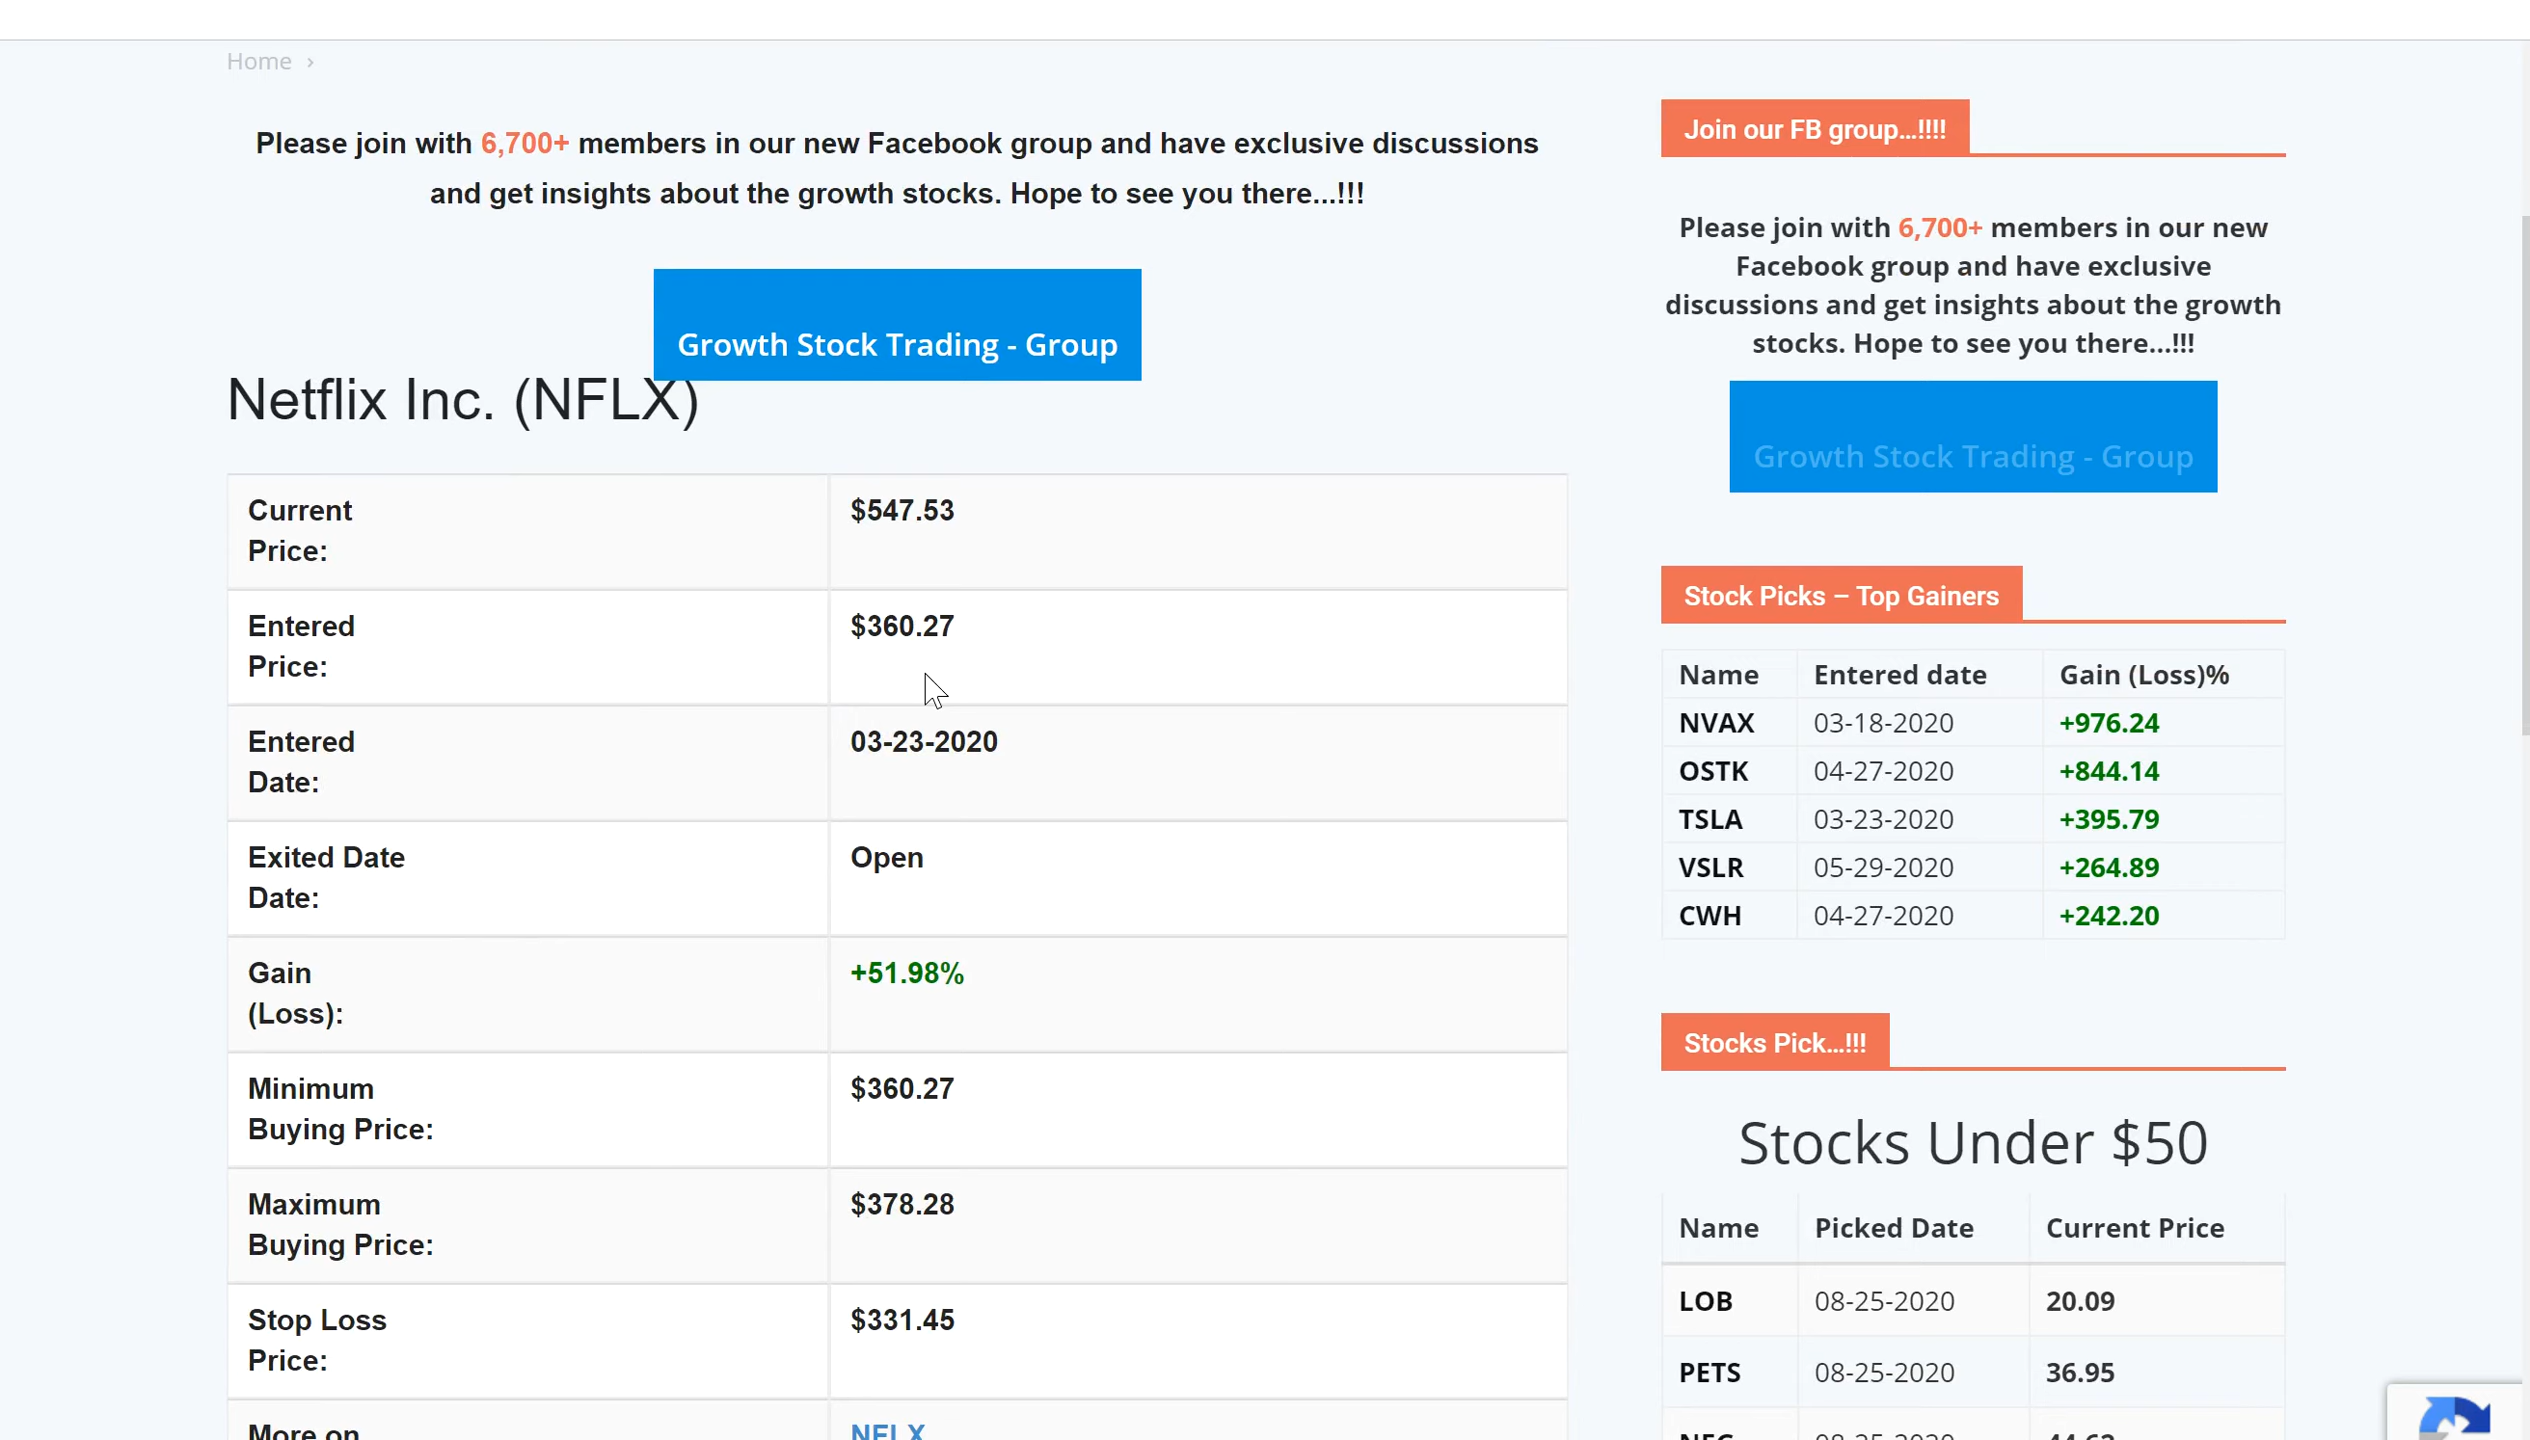 Home ›
Please join with 6,700+ members in our new Facebook group and have exclusive discussions
and get insights about the growth stocks. Hope to see you there...!!!
Growth Stock Trading - Group
Netflix Inc. (NFLX)
Current
Price:
$547.53
Entered
Price:
$360.27
Entered
Date:
03-23-2020
Exited Date
Date:
Open
Gain
(Loss):
+51.98%
Minimum
Buying Price:
$360.27
Maximum
Buying Price:
$378.28
Stop Loss
Price:
$331.45
More on
NFLX
Join our FB group...!!!!
Please join with 6,700+ members in our new
Facebook group and have exclusive
discussions and get insights about the growth
stocks. Hope to see you there...!!!
Growth Stock Trading - Group
Stock Picks – Top Gainers
Name Entered date Gain (Loss)%
NVAX 03-18-2020 +976.24
OSTK 04-27-2020 +844.14
TSLA 03-23-2020 +395.79
VSLR 05-29-2020 +264.89
CWH 04-27-2020 +242.20
Stocks Pick...!!!
Stocks Under $50
Name Picked Date Current Price
LOB 08-25-2020 20.09
PETS 08-25-2020 36.95
08-25-2020